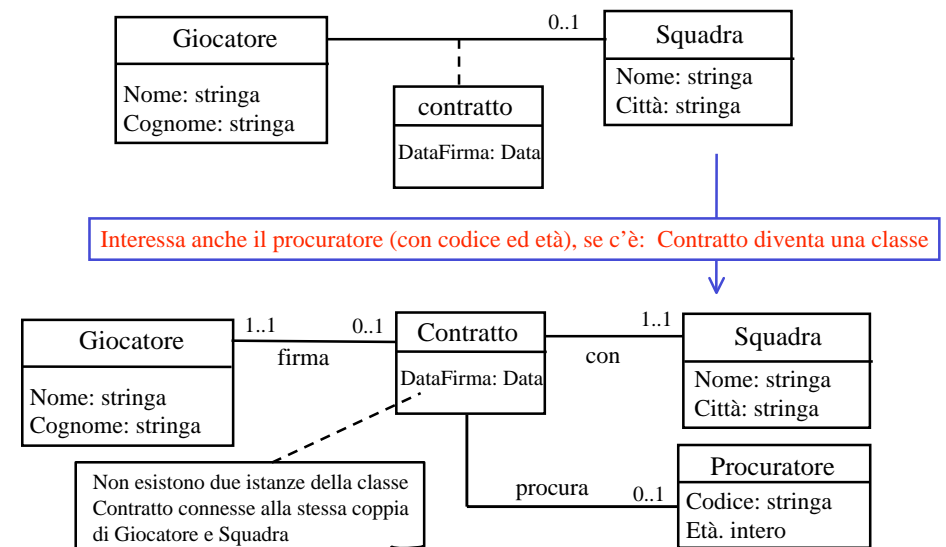 Giocatore
Nome: stringa
Cognome: stringa
0..1
Squadra
Nome: stringa
Città: stringa
contratto
DataFirma: Data
Interessa anche il procuratore (con codice ed età), se c’è: Contratto diventa una classe
Giocatore
Nome: stringa
Cognome: stringa
1..1
0..1
firma
Contratto
DataFirma: Data
1..1
con
Squadra
Nome: stringa
Città: stringa
Non esistono due istanze della classe
Contratto connesse alla stessa coppia
di Giocatore e Squadra
procura
0..1
Procuratore
Codice: stringa
Età. intero